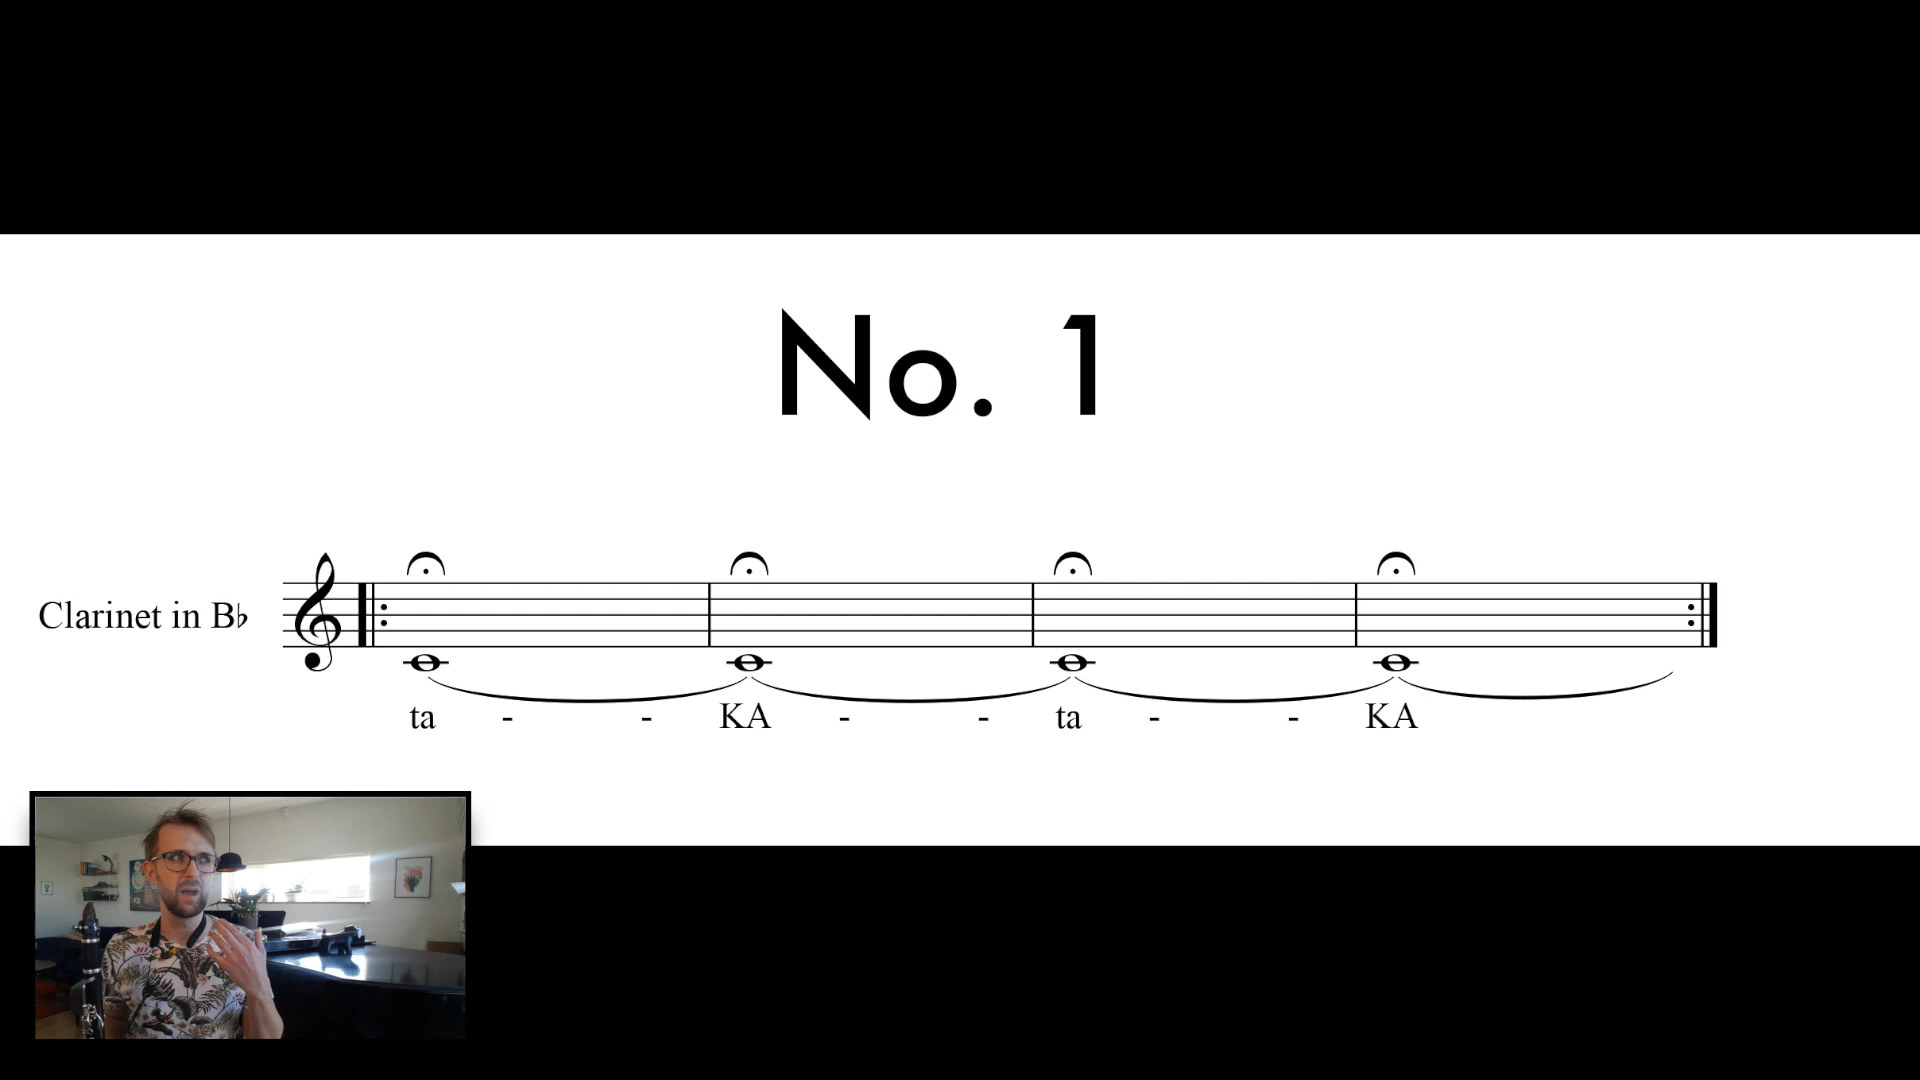 No. 1
Clarinet in B♭
ta - - KA - - ta - - KA